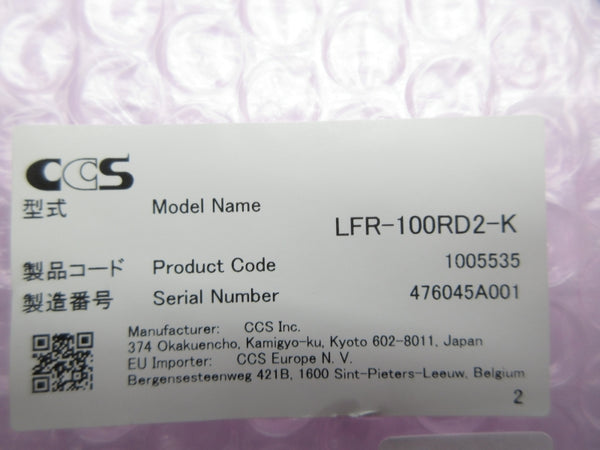 CCS
型式 Model Name LFR-100RD2-K
製品コード Product Code 1005535
製造番号 Serial Number 476045A001
Manufacturer: CCS Inc.
374 Okakuencho, Kamigyo-ku, Kyoto 602-8011, Japan
EU Importer: CCS Europe N. V.
Bergensesteenweg 421B, 1600 Sint-Pieters-Leeuw, Belgium
2